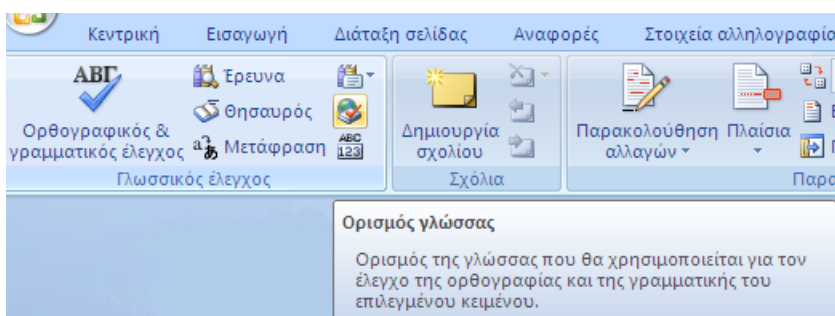 Κεντρική Εισαγωγή Διάταξη σελίδας Αναφορές Στοιχεία αλληλογραφία
ΑΒΓ
Ορθογραφικός &
γραμματικός έλεγχος
Έρευνα
Θησαυρός
Μετάφραση
ABC
123
Δημιουργία
σχολίου
Παρακολούθηση
αλλαγών
Πλαίσια
Γλωσσικός έλεγχος Σχόλια Παρα
Ορισμός γλώσσας
Ορισμός της γλώσσας που θα χρησιμοποιείται για τον
έλεγχο της ορθογραφίας και της γραμματικής του
επιλεγμένου κειμένου.